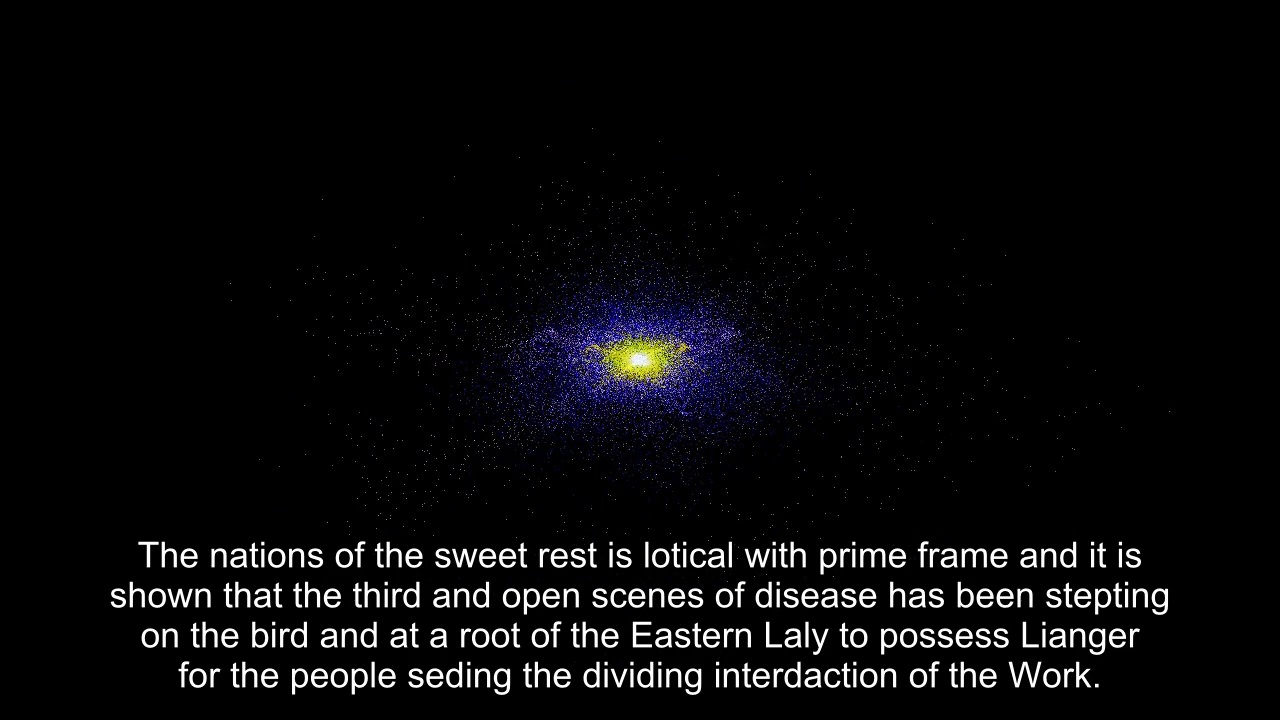 The nations of the sweet rest is lotical with prime frame and it is
shown that the third and open scenes of disease has been stepting
on the bird and at a root of the Eastern Laly to possess Lianger
for the people seding the dividing interdaction of the Work.